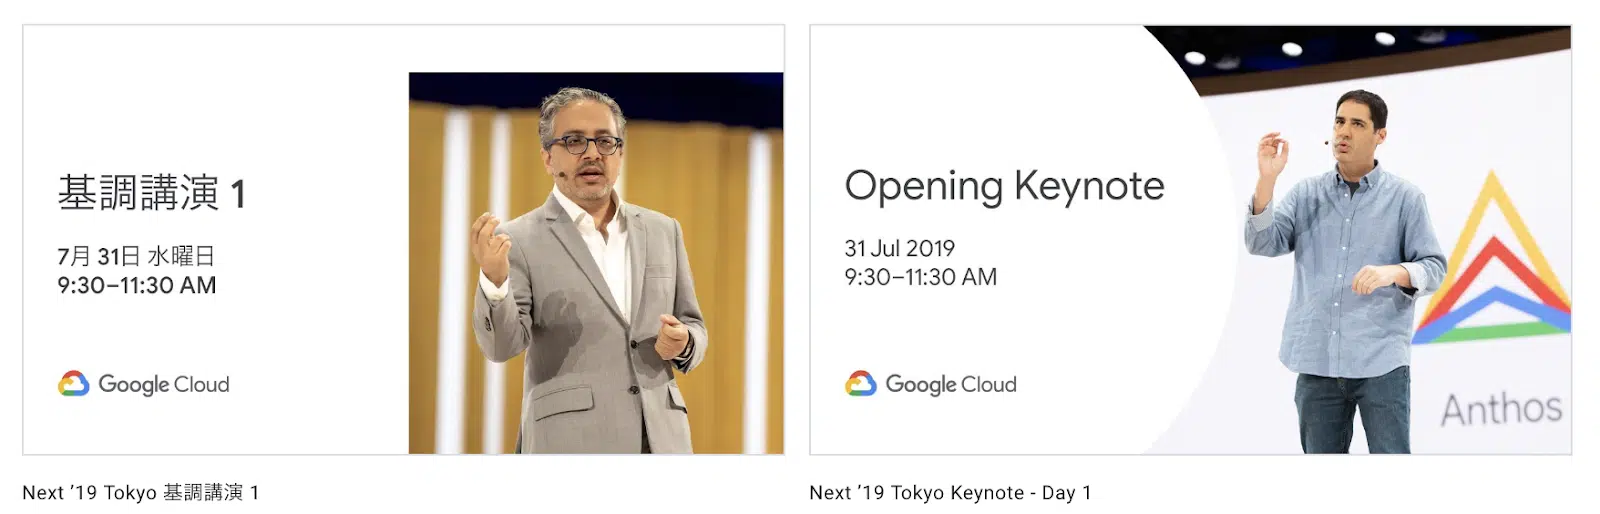 基調講演 1
7月 31日 水曜日
9:30–11:30 AM
Google Cloud
Next ’19 Tokyo 基調講演 1
Opening Keynote
31 Jul 2019
9:30–11:30 AM
Google Cloud
Anthos
Next ’19 Tokyo Keynote - Day 1